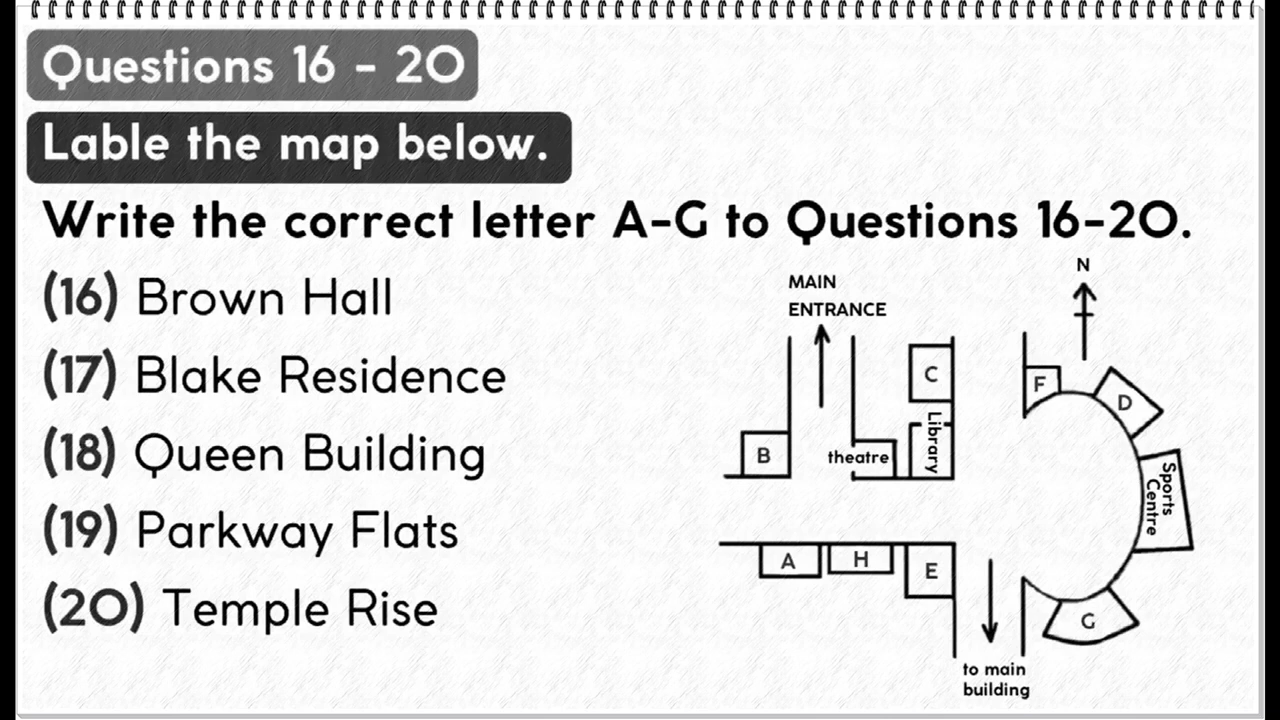 Questions 16 - 20
Lable the map below.
Write the correct letter A-G to Questions 16-20.
(16) Brown Hall
(17) Blake Residence
(18) Queen Building
(19) Parkway Flats
(20) Temple Rise
N
MAIN
ENTRANCE
C
F
D
B
theatre
Library
Sports
Centre
A
H
E
G
to main
building